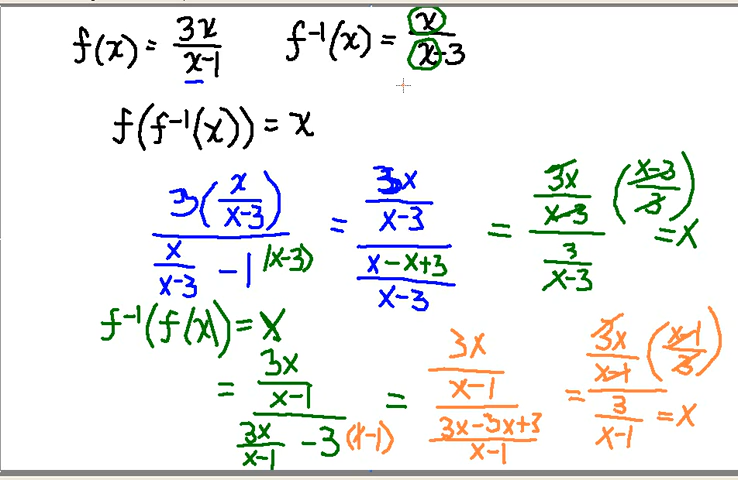 f(x) = 3x/(x-1)    f⁻¹(x) = x/(x-3)
f(f⁻¹(x)) = x
(3(x/(x-3)))/(x/(x-3) - 1 (x-3)) = (3x/(x-3))/((x-x+3)/(x-3)) = (3x/(x-3))/(3/(x-3)) ((x-3)/3) = x
f⁻¹(f(x)) = x
= (3x/(x-1))/(3x/(x-1) - 3 (x-1)) = (3x/(x-1))/((3x-3x+3)/(x-1)) = (3x/(x-1))/(3/(x-1)) ((x-1)/3) = x